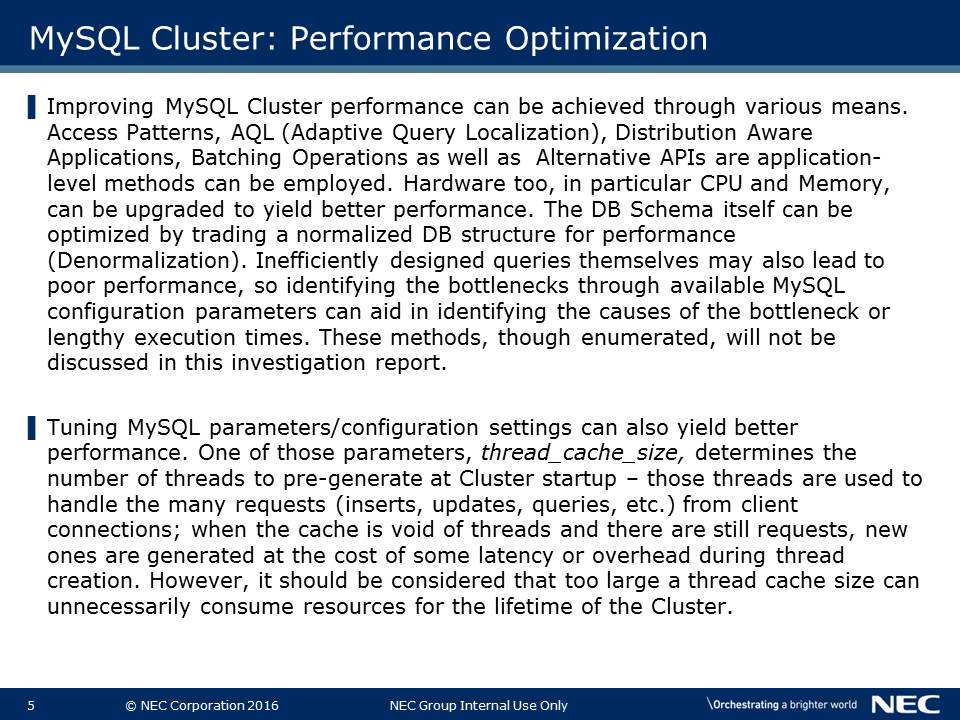 MySQL Cluster: Performance Optimization
Improving MySQL Cluster performance can be achieved through various means.
Access Patterns, AQL (Adaptive Query Localization), Distribution Aware
Applications, Batching Operations as well as Alternative APIs are application-
level methods can be employed. Hardware too, in particular CPU and Memory,
can be upgraded to yield better performance. The DB Schema itself can be
optimized by trading a normalized DB structure for performance
(Denormalization). Inefficiently designed queries themselves may also lead to
poor performance, so identifying the bottlenecks through available MySQL
configuration parameters can aid in identifying the causes of the bottleneck or
lengthy execution times. These methods, though enumerated, will not be
discussed in this investigation report.
Tuning MySQL parameters/configuration settings can also yield better
performance. One of those parameters, thread_cache_size, determines the
number of threads to pre-generate at Cluster startup – those threads are used to
handle the many requests (inserts, updates, queries, etc.) from client
connections; when the cache is void of threads and there are still requests, new
ones are generated at the cost of some latency or overhead during thread
creation. However, it should be considered that too large a thread cache size can
unnecessarily consume resources for the lifetime of the Cluster.
5 © NEC Corporation 2016 NEC Group Internal Use Only \Orchestrating a brighter world NEC